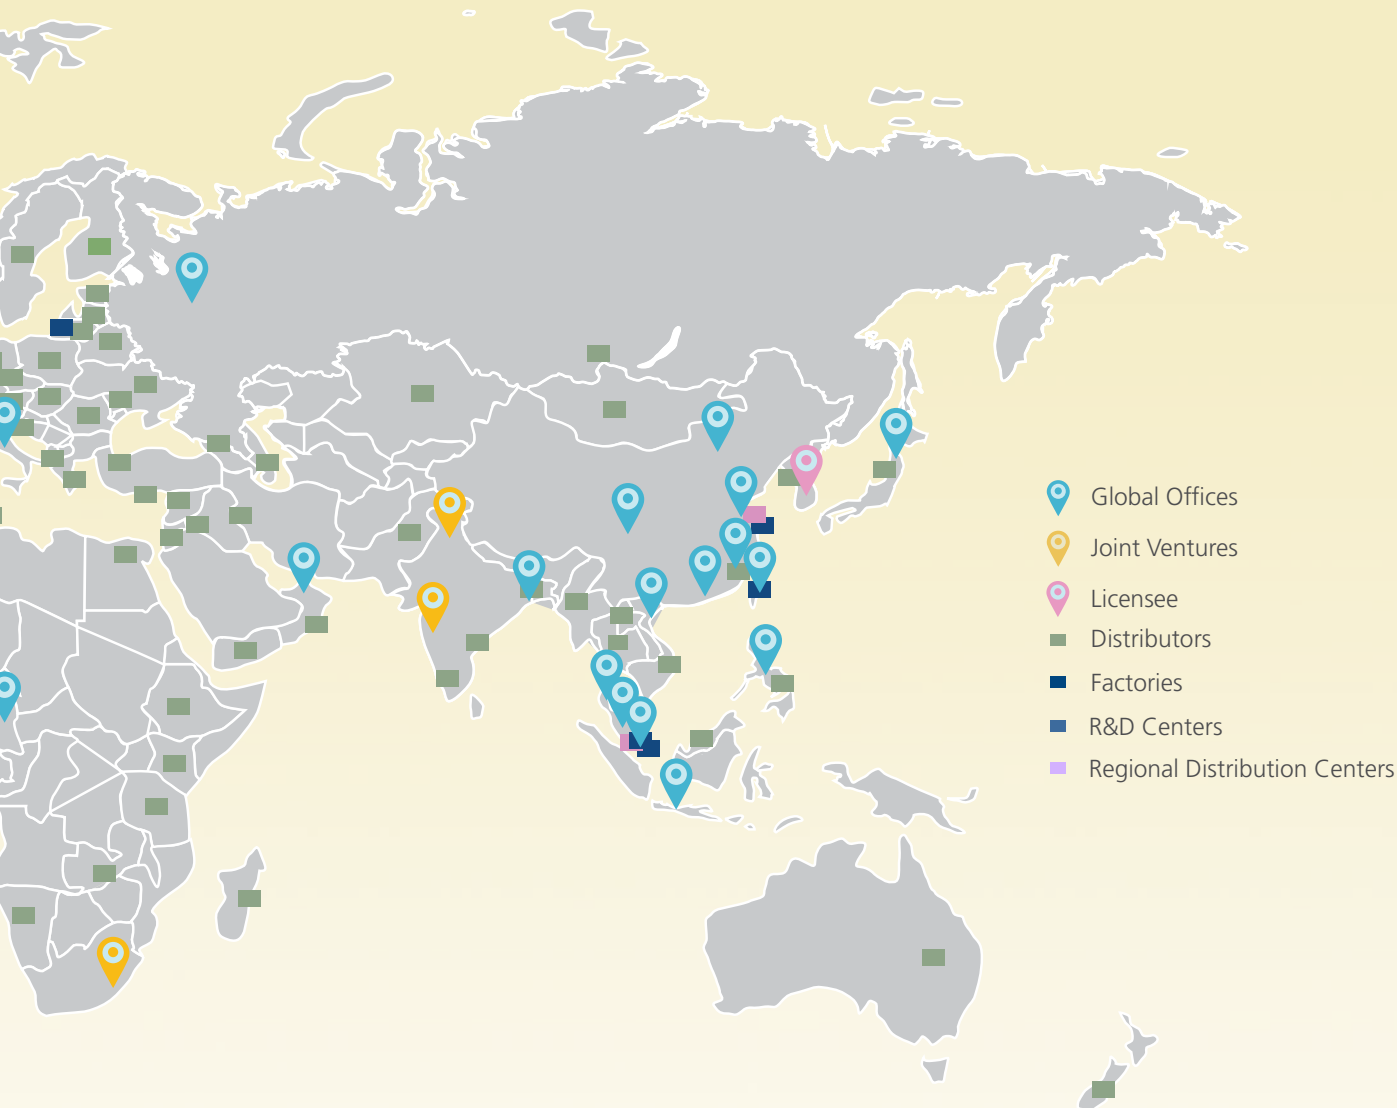 Global Offices
Joint Ventures
Licensee
Distributors
Factories
R&D Centers
Regional Distribution Centers